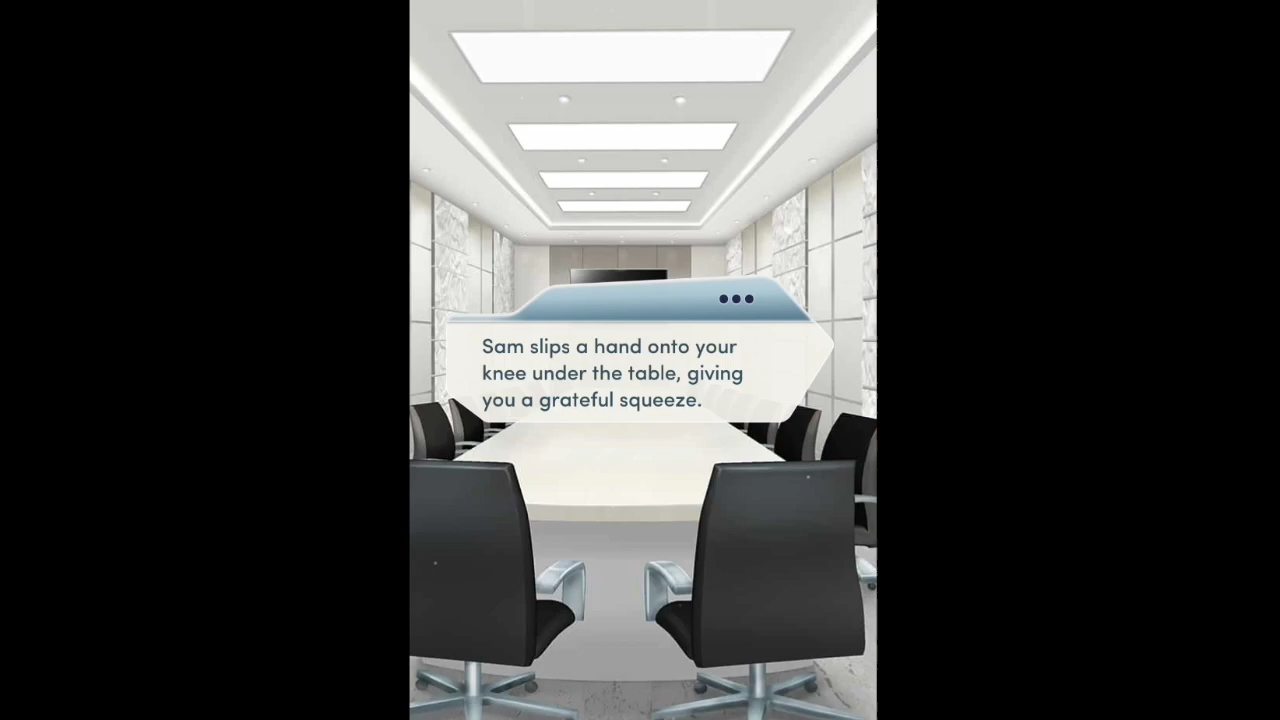 Sam slips a hand onto your
knee under the table, giving
you a grateful squeeze.